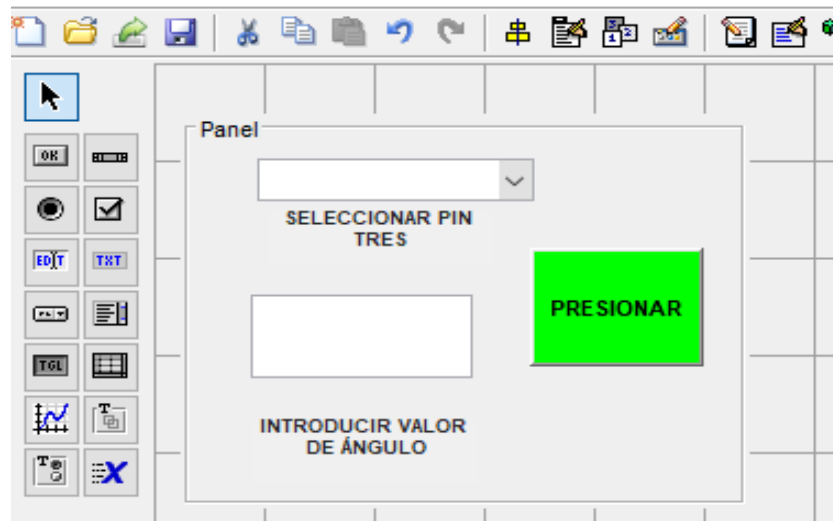 Panel
SELECCIONAR PIN
TRES
PRESIONAR
INTRODUCIR VALOR
DE ÁNGULO
OK
EDIT
TXT
TGL
T
T
X